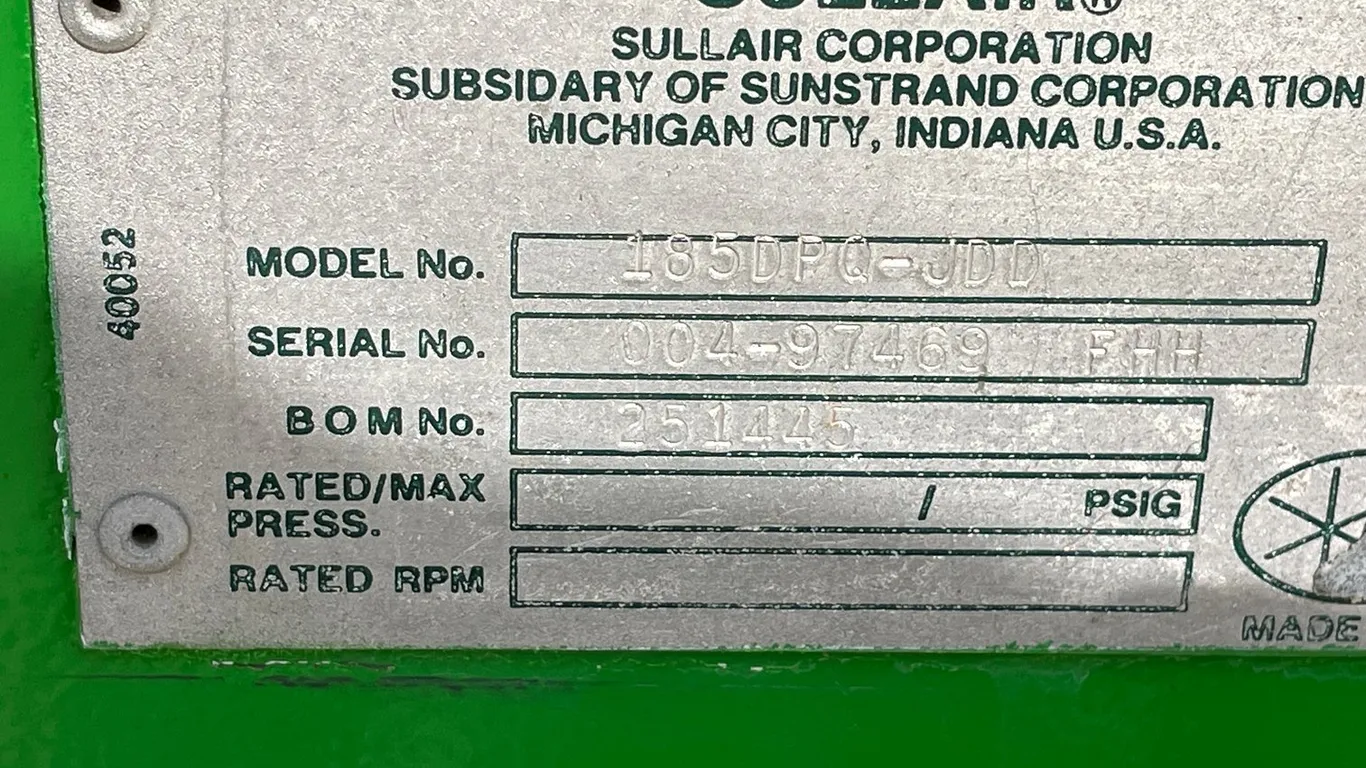 SULLAIR®
SULLAIR CORPORATION
SUBSIDARY OF SUNSTRAND CORPORATION
MICHIGAN CITY, INDIANA U.S.A.
40052
MODEL No. 185DPQ-JDD
SERIAL No. 004-97469 FHH
BOM No. 251445
RATED/MAX PRESS. / PSIG
RATED RPM
MADE